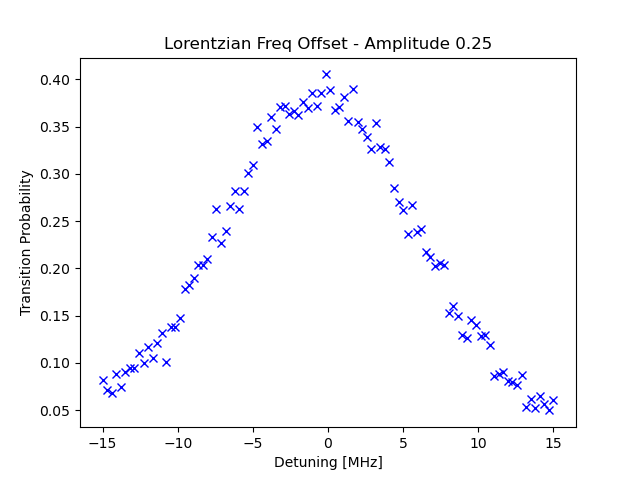 Lorentzian Freq Offset - Amplitude 0.25
0.40
0.35
0.30
0.25
0.20
0.15
0.10
0.05
Transition Probability
−15 −10 −5 0 5 10 15
Detuning [MHz]